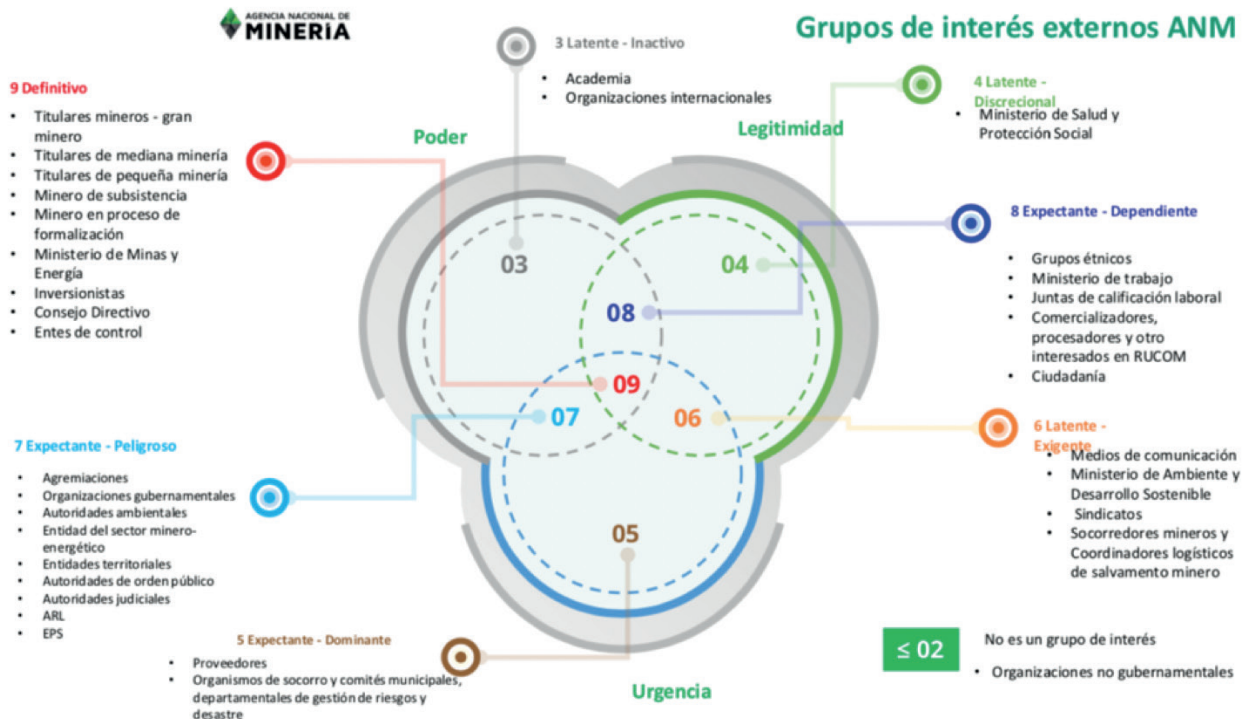 AGENCIA NACIONAL DE
MINERÍA
Grupos de interés externos ANM
3 Latente - Inactivo
• Academia
• Organizaciones internacionales
4 Latente -
Discrecional
• Ministerio de Salud y
Protección Social
9 Definitivo
• Titulares mineros - gran
minero
• Titulares de mediana minería
• Titulares de pequeña minería
• Minero de subsistencia
• Minero en proceso de
formalización
• Ministerio de Minas y
Energía
• Inversionistas
• Consejo Directivo
• Entes de control
Poder
Legitimidad
8 Expectante - Dependiente
• Grupos étnicos
• Ministerio de trabajo
• Juntas de calificación laboral
• Comercializadores,
procesadores y otro
interesados en RUCOM
• Ciudadanía
03
04
08
09
07
06
05
7 Expectante - Peligroso
• Agremiaciones
• Organizaciones gubernamentales
• Autoridades ambientales
• Entidad del sector minero-
energético
• Entidades territoriales
• Autoridades de orden público
• Autoridades judiciales
• ARL
• EPS
6 Latente -
Exigente
• Medios de comunicación
• Ministerio de Ambiente y
Desarrollo Sostenible
• Sindicatos
• Socorredores mineros y
Coordinadores logísticos
de salvamento minero
5 Expectante - Dominante
• Proveedores
• Organismos de socorro y comités municipales,
departamentales de gestión de riesgos y
desastre
Urgencia
≤ 02
No es un grupo de interés
• Organizaciones no gubernamentales